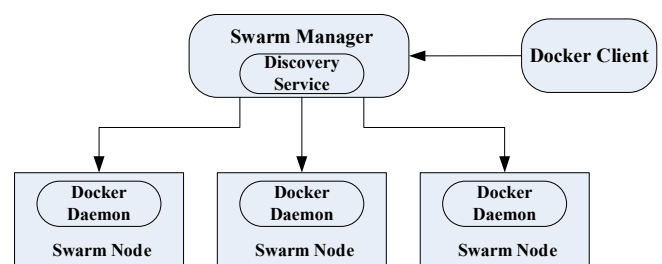 Swarm Manager
Discovery
Service
Docker Client
Docker
Daemon
Swarm Node
Docker
Daemon
Swarm Node
Docker
Daemon
Swarm Node